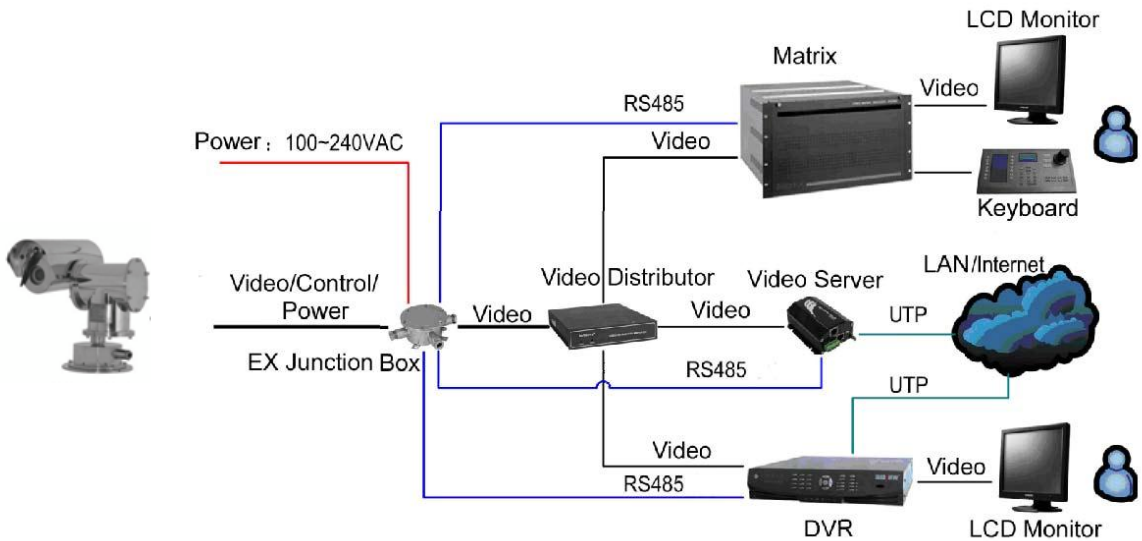 LCD Monitor
Matrix
Video
RS485
Power： 100~240VAC
Video
Keyboard
LAN/Internet
Video Distributor
Video Server
Video/Control/
Power
Video
Video
UTP
EX Junction Box
RS485
UTP
Video
Video
RS485
DVR
LCD Monitor